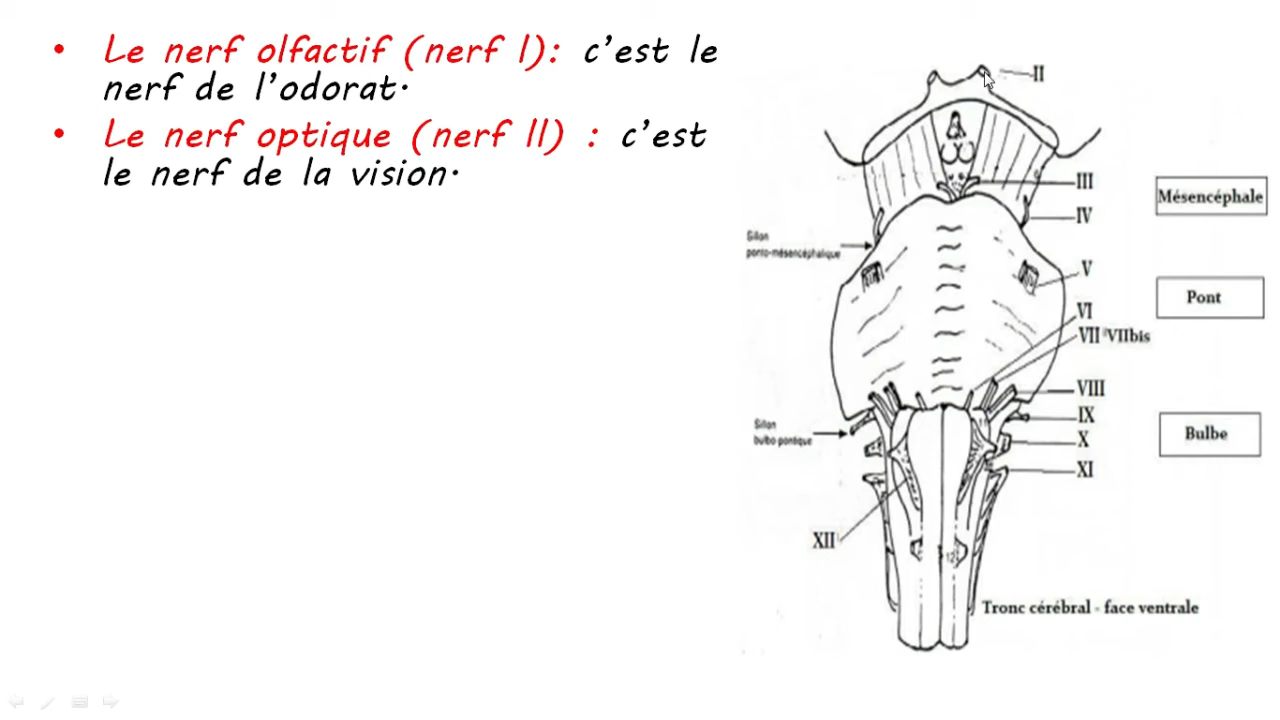 • Le nerf olfactif (nerf I): c’est le
nerf de l’odorat.
• Le nerf optique (nerf II) : c’est
le nerf de la vision.
II
III
Mésencéphale
IV
Sillon
ponto-mésencéphalique
V
Pont
VI
VII VIIbis
VIII
IX
Sillon
bulbo pontique
X
Bulbe
XI
XII
Tronc cérébral - face ventrale